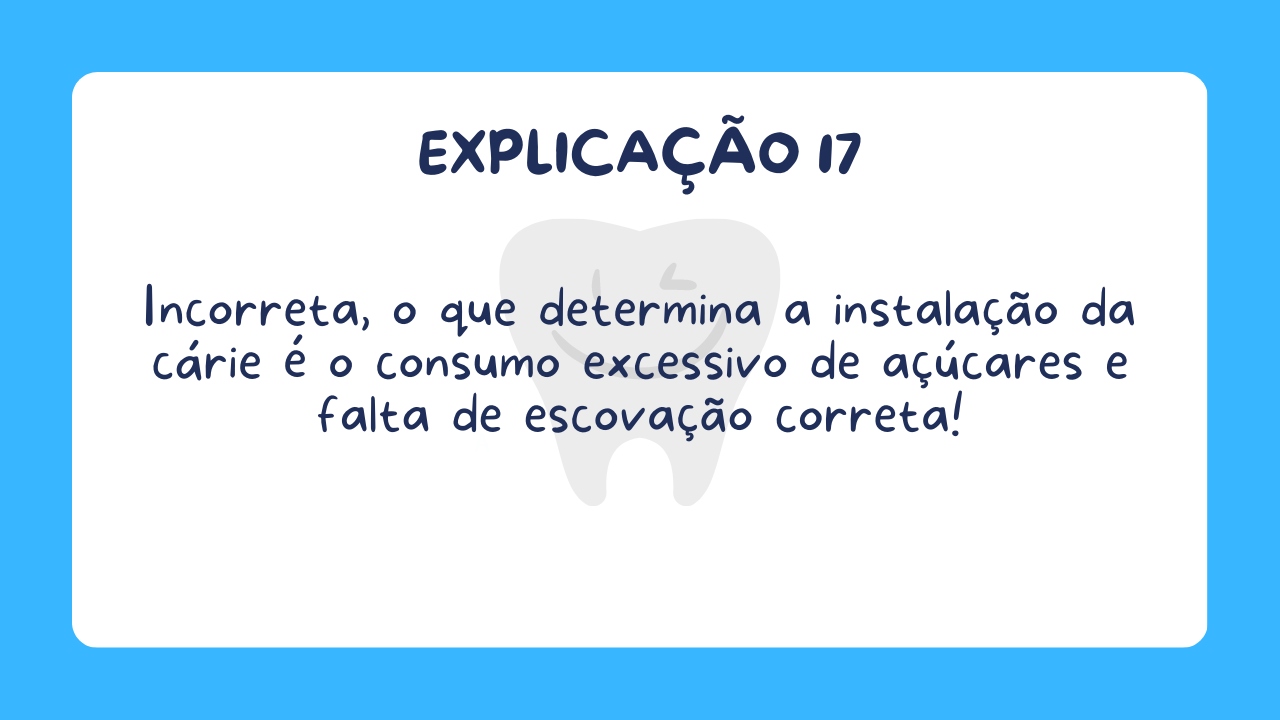 EXPLICAÇÃO 17
Incorreta, o que determina a instalação da
cárie é o consumo excessivo de açúcares e
falta de escovação correta!